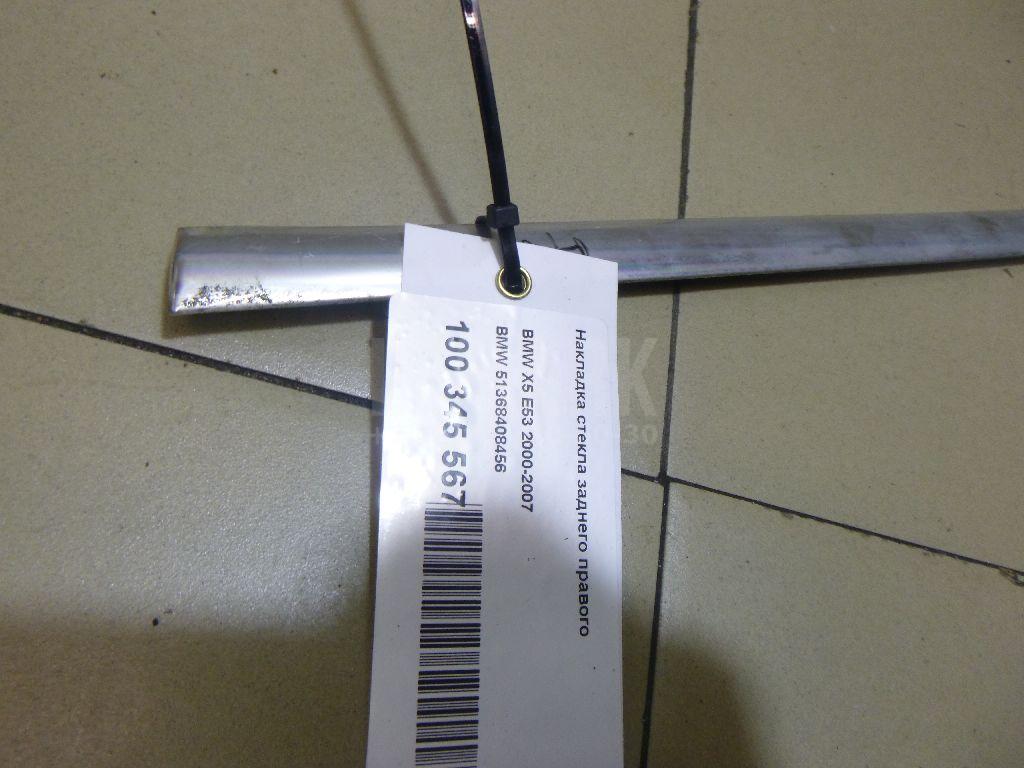 Накладка стекла заднего правого
BMW X5 E53 2000-2007
BMW 51368408456
100 345 567